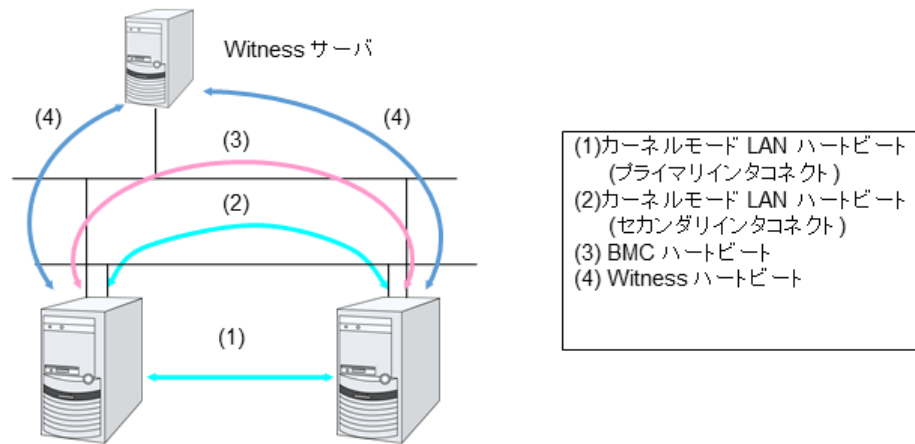 Witness サーバ
(4)
(4)
(3)
(2)
(1)
(1)カーネルモード LAN ハートビート
(プライマリインタコネクト)
(2)カーネルモード LAN ハートビート
(セカンダリインタコネクト)
(3) BMC ハートビート
(4) Witness ハートビート